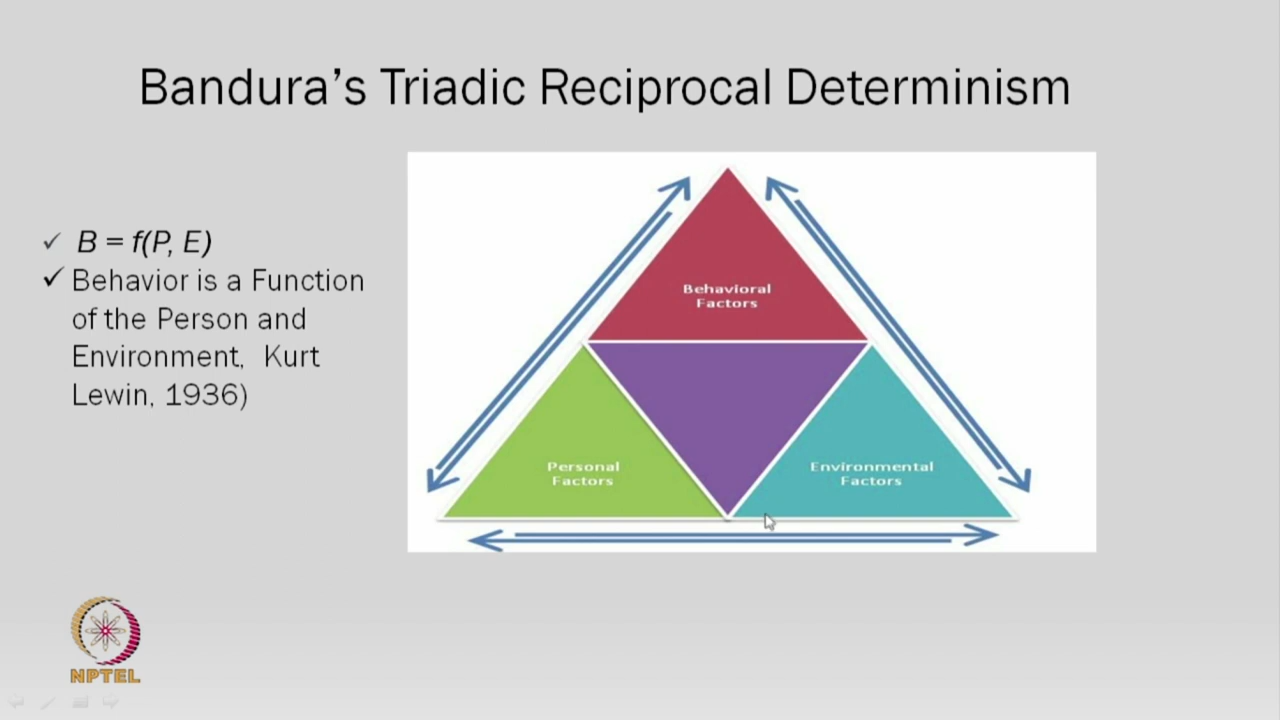 Bandura's Triadic Reciprocal Determinism
B = f(P, E)
Behavior is a Function
of the Person and
Environment, Kurt
Lewin, 1936)
Behavioral
Factors
Personal
Factors
Environmental
Factors
NPTEL